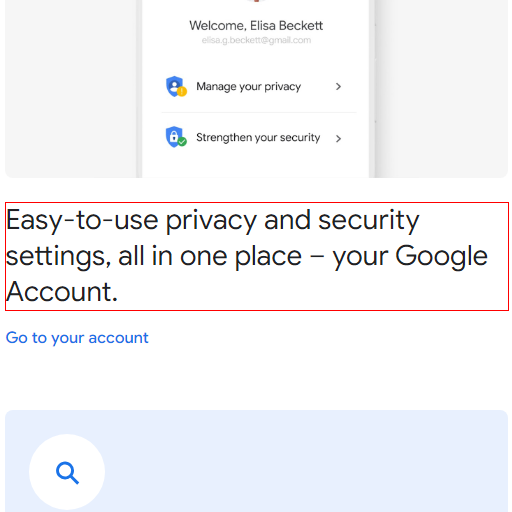 Welcome, Elisa Beckett
elisa.g.beckett@gmail.com
Manage your privacy
Strengthen your security
Easy-to-use privacy and security
settings, all in one place – your Google
Account.
Go to your account